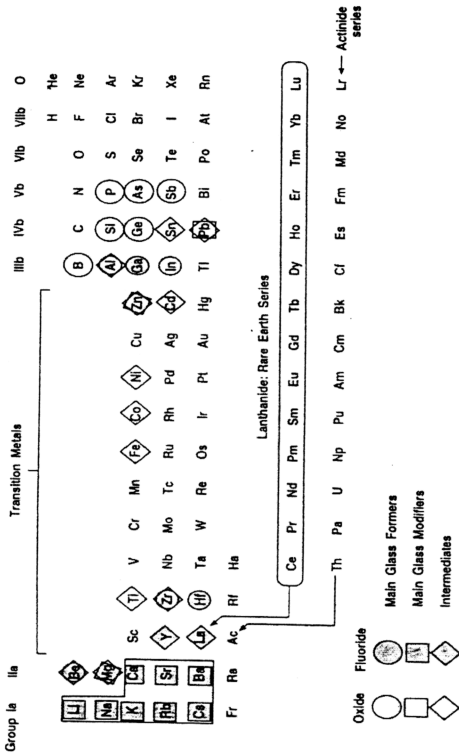 Group Ia IIa Transition Metals IIIb IVb Vb VIb VIIb O
H 'He
Li Be B C N O F Ne
Na Mg Al Si P S Cl Ar
K Ca Sc Ti V Cr Mn Fe Co Ni Cu Zn Ga Ge As Se Br Kr
Rb Sr Y Zr Nb Mo Tc Ru Rh Pd Ag Cd In Sn Sb Te I Xe
Cs Ba La Hf Ta W Re Os Ir Pt Au Hg Tl Pb Bi Po At Rn
Fr Ra Ac Rf Ha
Lanthanide: Rare Earth Series
Ce Pr Nd Pm Sm Eu Gd Tb Dy Ho Er Tm Yb Lu
Th Pa U Np Pu Am Cm Bk Cf Es Fm Md No Lr Actinide series
Oxide Fluoride
Main Glass Formers
Main Glass Modifiers
Intermediates